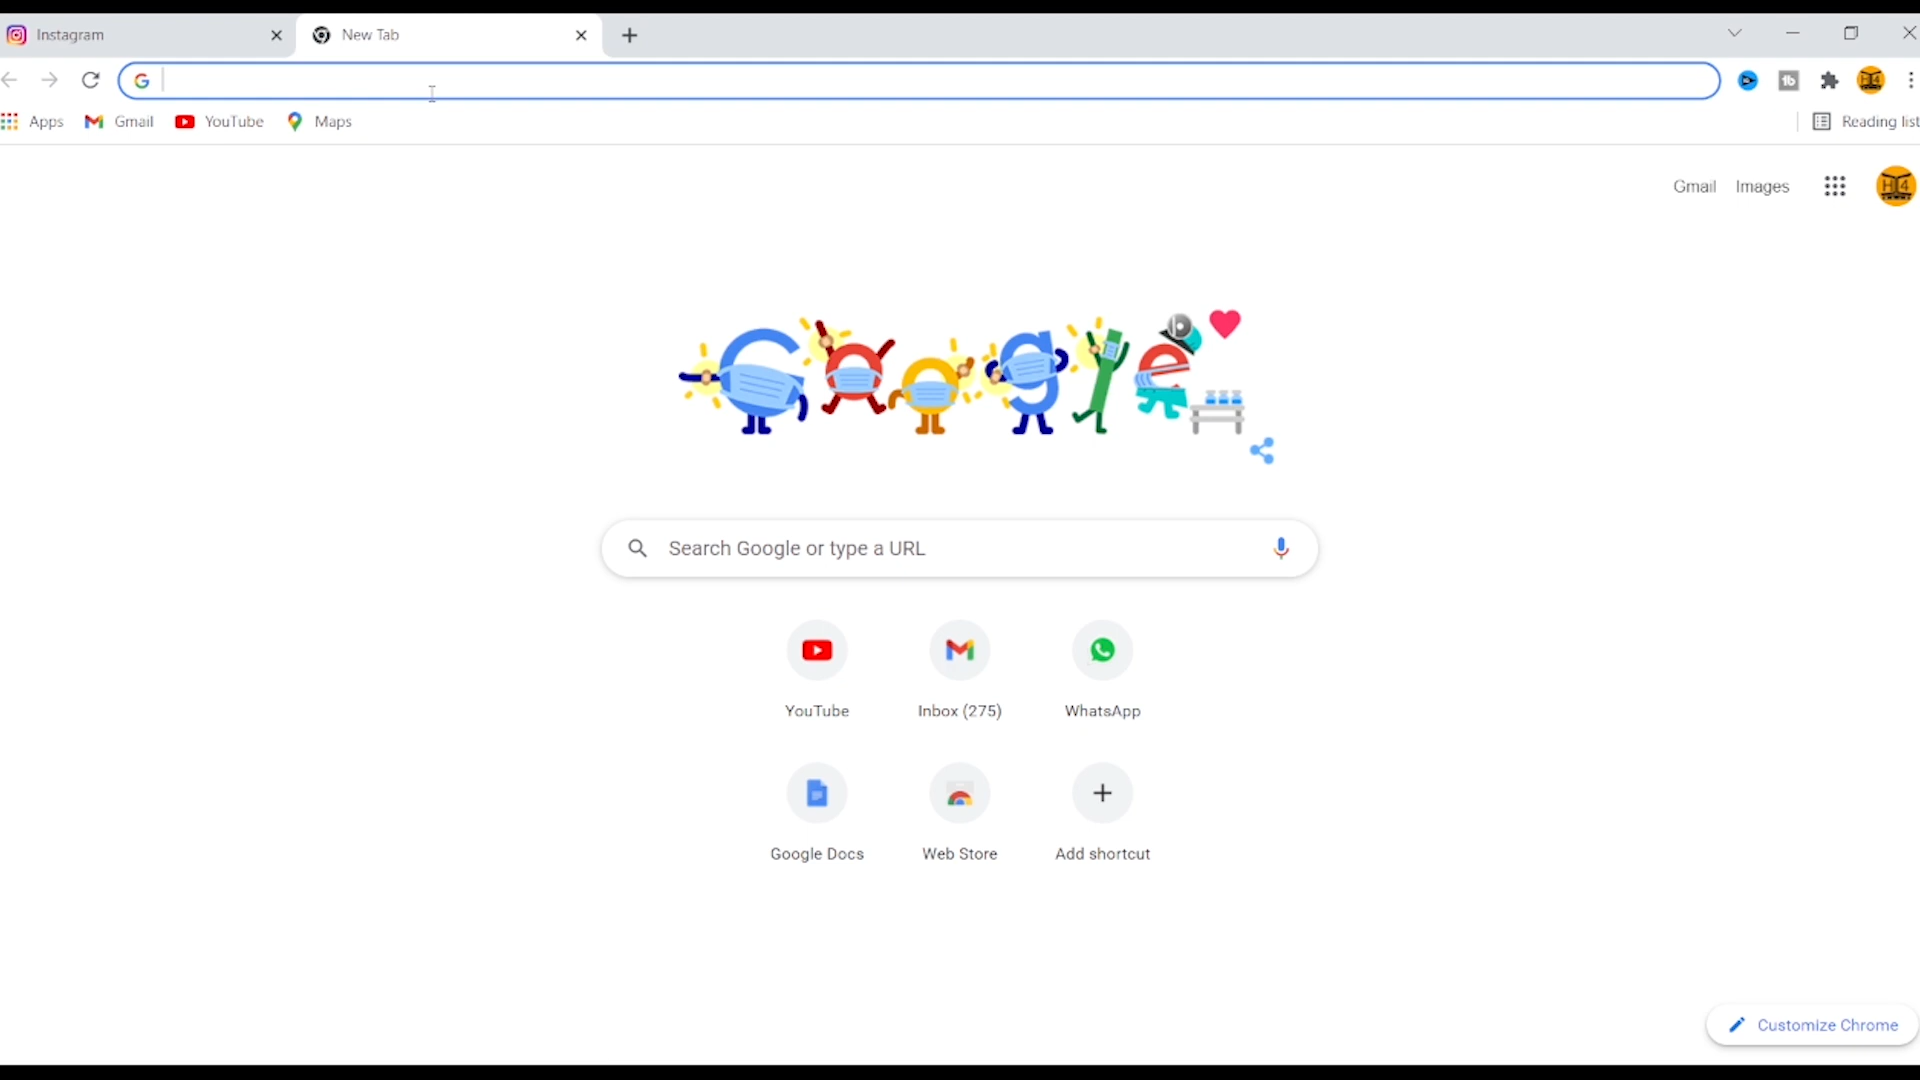 Instagram
New Tab
Apps
Gmail
YouTube
Maps
Reading list
Gmail
Images
Google
Search Google or type a URL
YouTube
Inbox (275)
WhatsApp
Google Docs
Web Store
Add shortcut
Customize Chrome